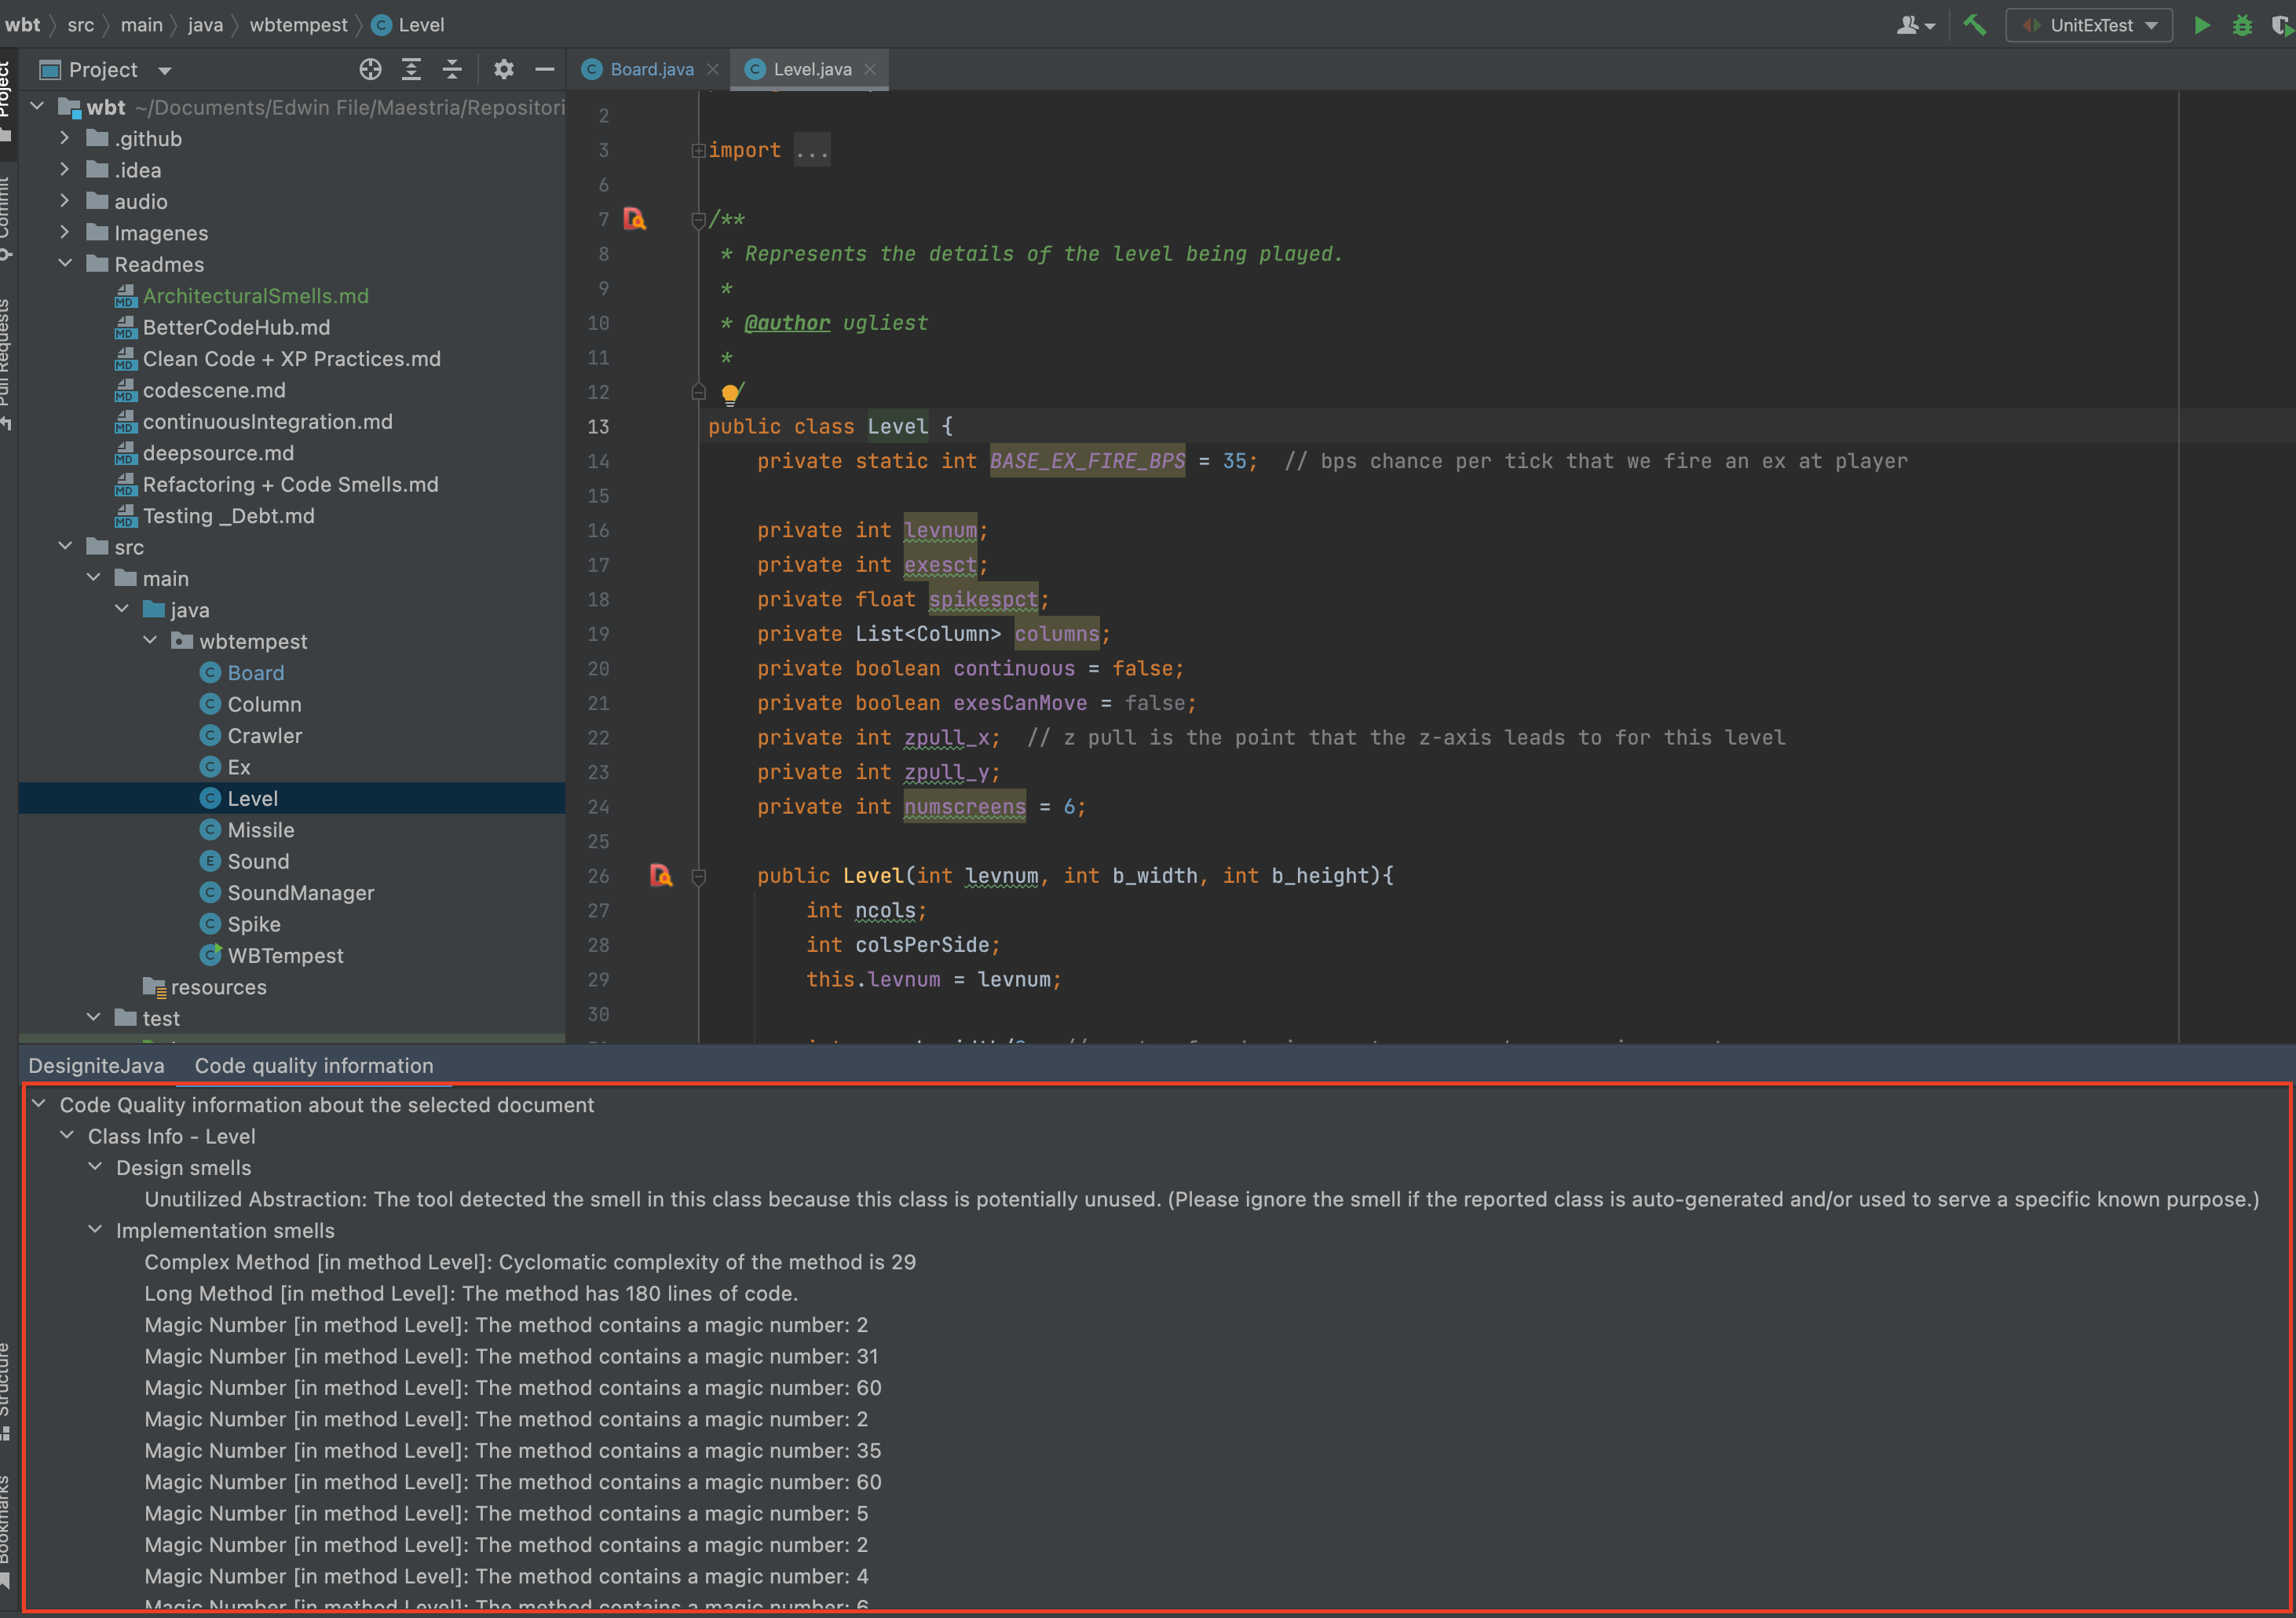 wbt src main java wbtempest Level UnitExTest
Project
Board.java Level.java
Project
Commit
Pull Requests
Structure
Bookmarks
wbt ~/Documents/Edwin File/Maestria/Repositori
.github
.idea
audio
Imagenes
Readmes
ArchitecturalSmells.md
BetterCodeHub.md
Clean Code + XP Practices.md
codescene.md
continuousIntegration.md
deepsource.md
Refactoring + Code Smells.md
Testing _Debt.md
src
main
java
wbtempest
Board
Column
Crawler
Ex
Level
Missile
Sound
SoundManager
Spike
WBTempest
resources
test
2
3 import ...
6
7 /**
8 * Represents the details of the level being played.
9 *
10 * @author ugliest
11 *
12 /
13 public class Level {
14 private static int BASE_EX_FIRE_BPS = 35; // bps chance per tick that we fire an ex at player
15
16 private int levnum;
17 private int exesct;
18 private float spikespct;
19 private List<Column> columns;
20 private boolean continuous = false;
21 private boolean exesCanMove = false;
22 private int zpull_x; // z pull is the point that the z-axis leads to for this level
23 private int zpull_y;
24 private int numscreens = 6;
25
26 public Level(int levnum, int b_width, int b_height){
27 int ncols;
28 int colsPerSide;
29 this.levnum = levnum;
30
DesigniteJava Code quality information
Code Quality information about the selected document
Class Info - Level
Design smells
Unutilized Abstraction: The tool detected the smell in this class because this class is potentially unused. (Please ignore the smell if the reported class is auto-generated and/or used to serve a specific known purpose.)
Implementation smells
Complex Method [in method Level]: Cyclomatic complexity of the method is 29
Long Method [in method Level]: The method has 180 lines of code.
Magic Number [in method Level]: The method contains a magic number: 2
Magic Number [in method Level]: The method contains a magic number: 31
Magic Number [in method Level]: The method contains a magic number: 60
Magic Number [in method Level]: The method contains a magic number: 2
Magic Number [in method Level]: The method contains a magic number: 35
Magic Number [in method Level]: The method contains a magic number: 60
Magic Number [in method Level]: The method contains a magic number: 5
Magic Number [in method Level]: The method contains a magic number: 2
Magic Number [in method Level]: The method contains a magic number: 4
Magic Number [in method Level]: The method contains a magic number: 6